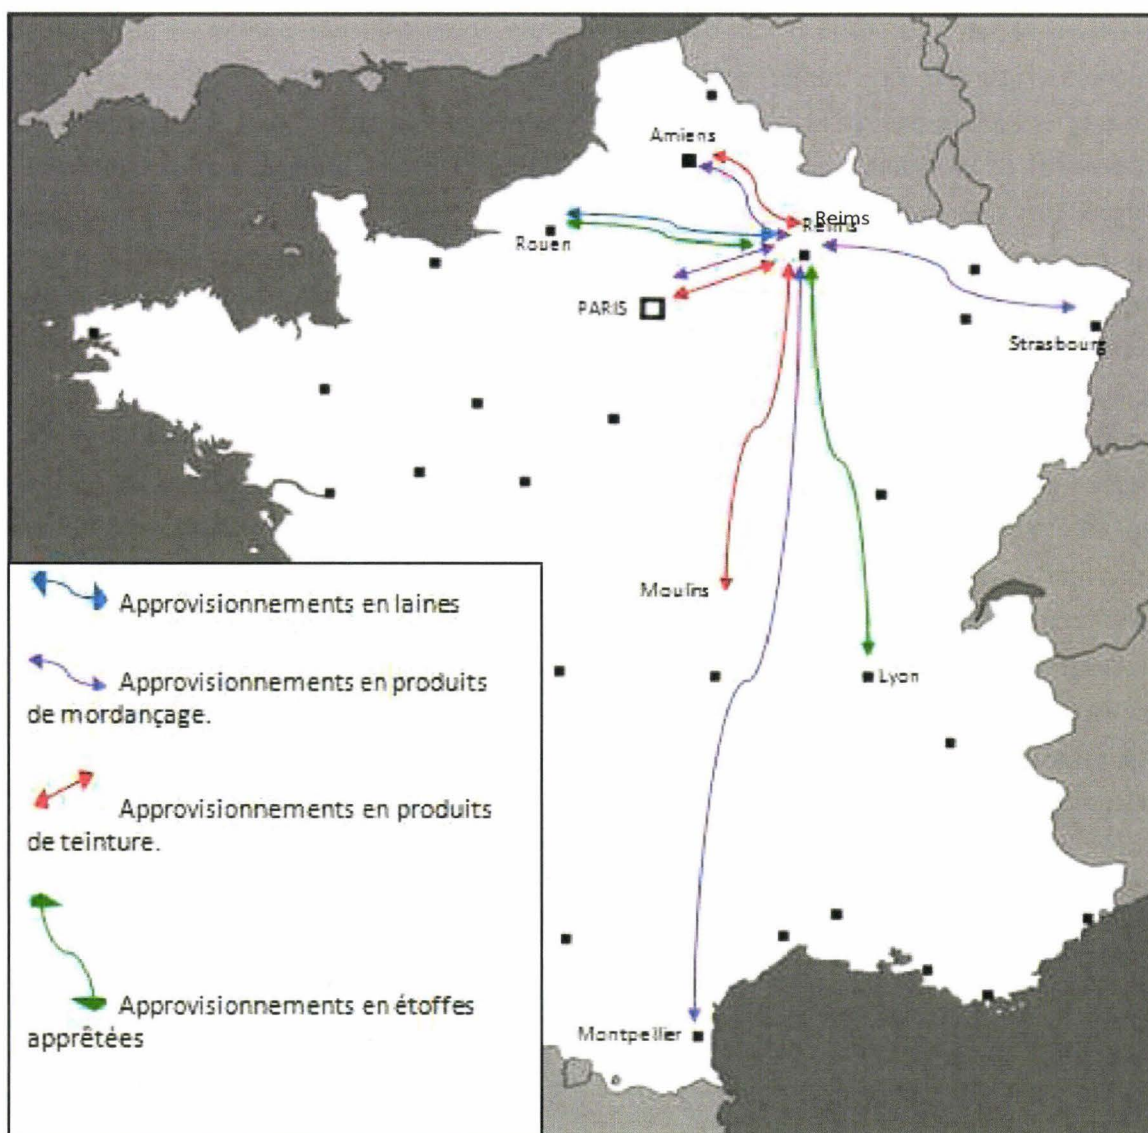 Amiens
Reims
Reims
Rouen
PARIS
Strasbourg
Moulins
Lyon
Montpellier
Approvisionnements en laines
Approvisionnements en produits
de mordançage.
Approvisionnements en produits
de teinture.
Approvisionnements en étoffes
apprêtées